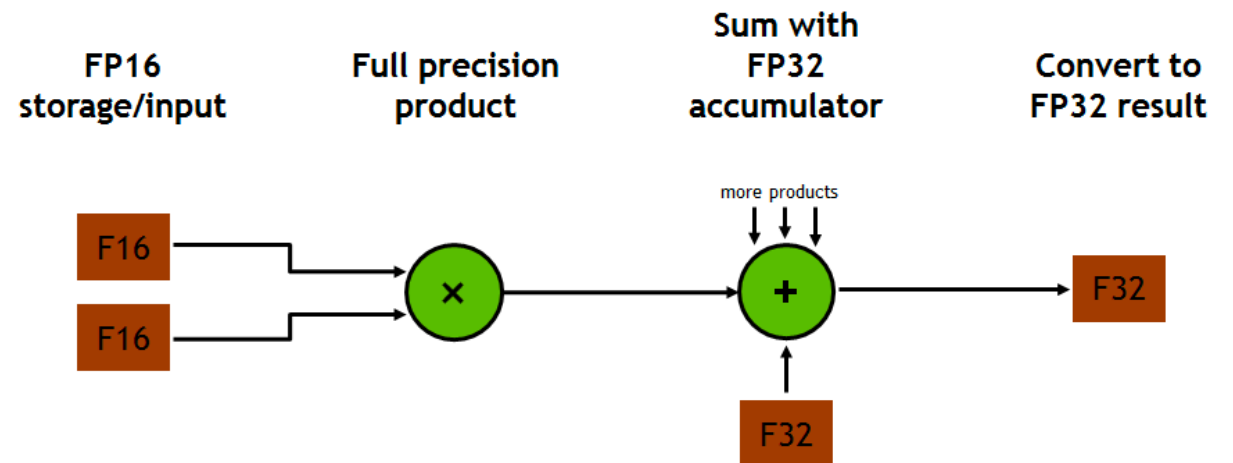 FP16
storage/input
Full precision
product
Sum with
FP32
accumulator
Convert to
FP32 result
more products
F16
F16
×
+
F32
F32